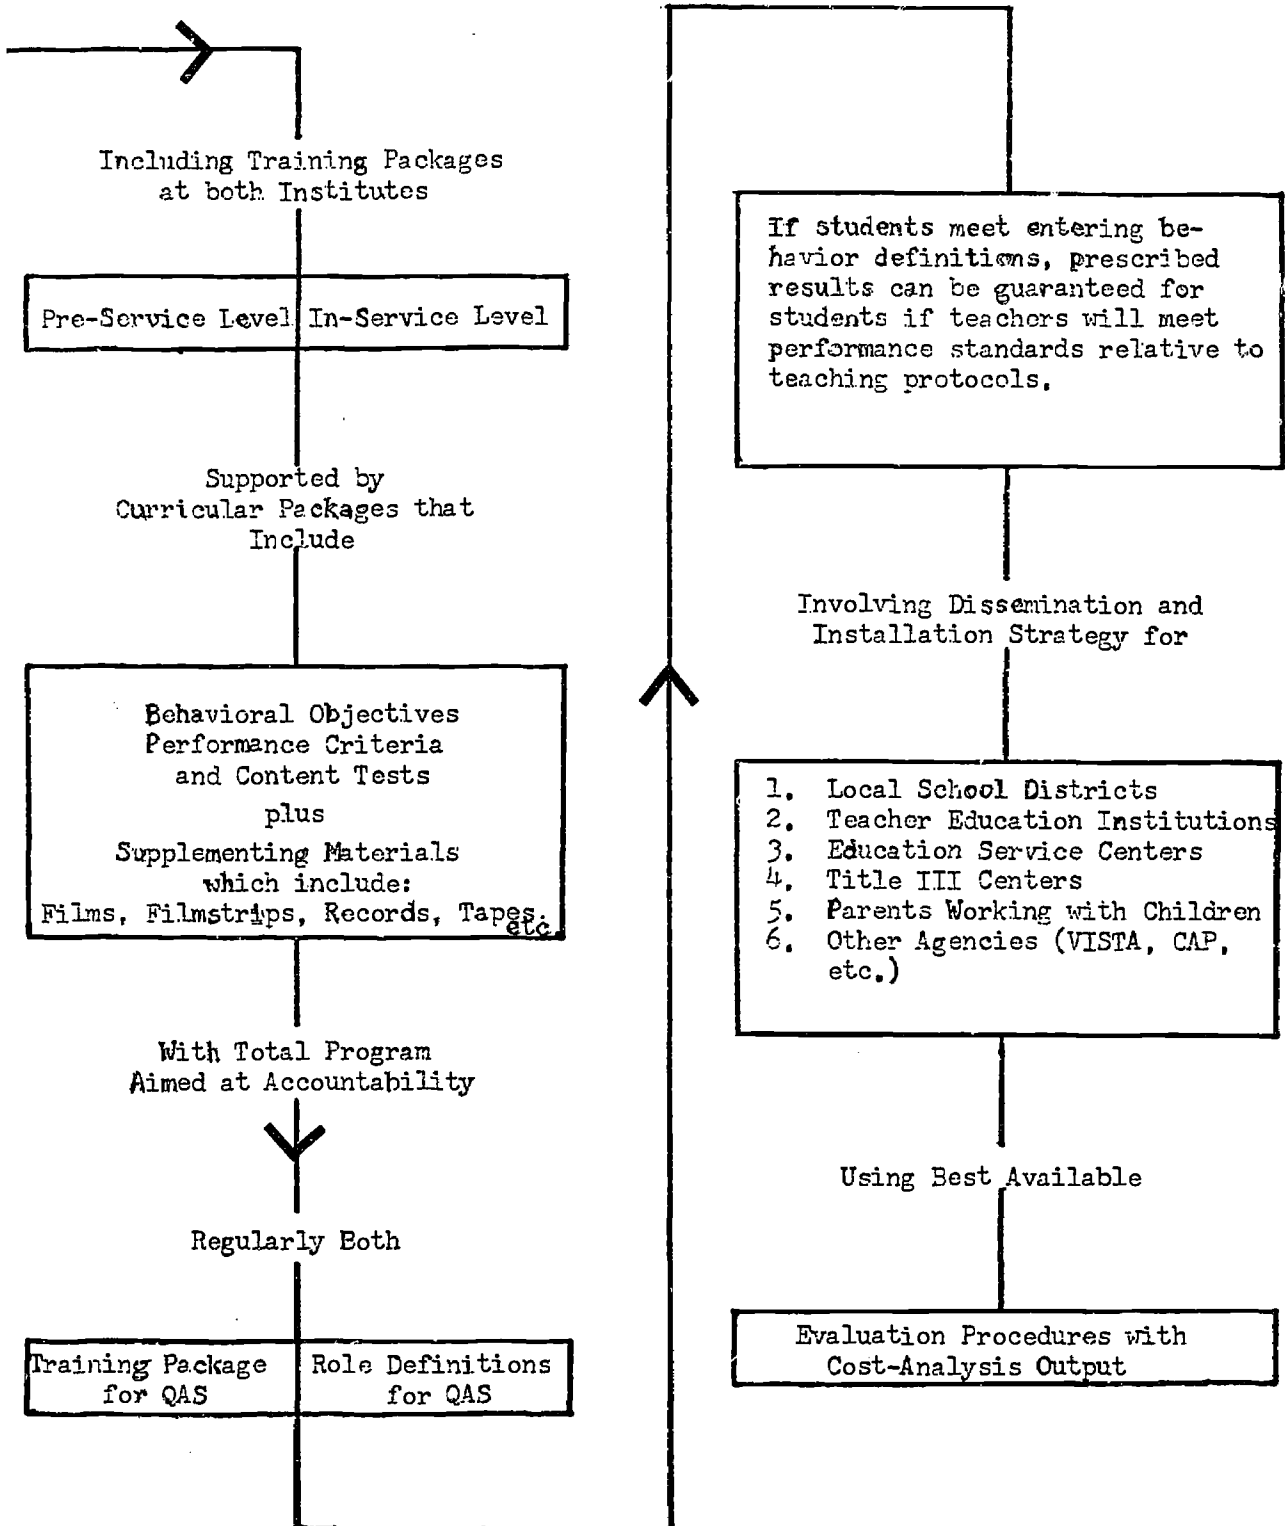 Including Training Packages
at both Institutes
Pre-Service Level In-Service Level
Supported by
Curricular Packages that
Include
Behavioral Objectives
Performance Criteria
and Content Tests
plus
Supplementing Materials
which include:
Films, Filmstrips, Records, Tapes.
etc.
With Total Program
Aimed at Accountability
Regularly Both
Training Package
for QAS
Role Definitions
for QAS
If students meet entering be-
havior definitions, prescribed
results can be guaranteed for
students if teachers will meet
performance standards relative to
teaching protocols.
Involving Dissemination and
Installation Strategy for
1. Local School Districts
2. Teacher Education Institutions
3. Education Service Centers
4. Title III Centers
5. Parents Working with Children
6. Other Agencies (VISTA, CAP,
etc.)
Using Best Available
Evaluation Procedures with
Cost-Analysis Output